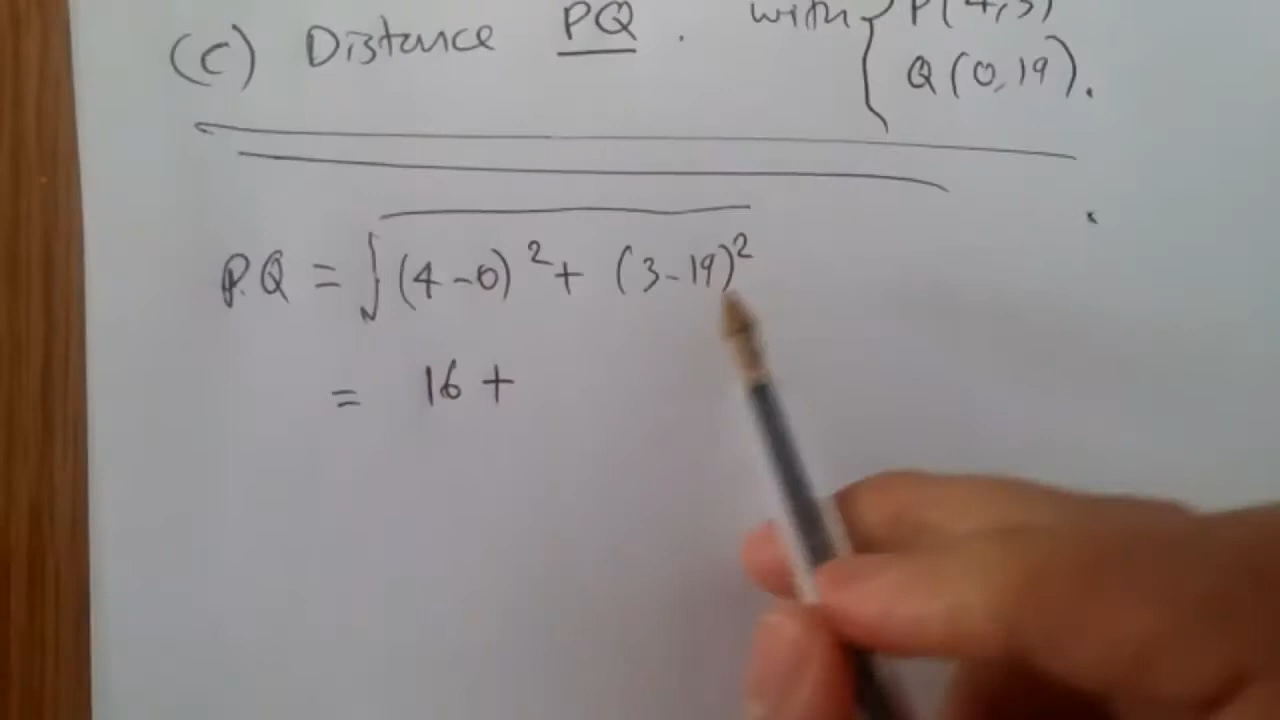 (c) Distance PQ. with { P(4,3)
Q(0,19).
PQ = √(4-0)² + (3-19)²
= 16 +